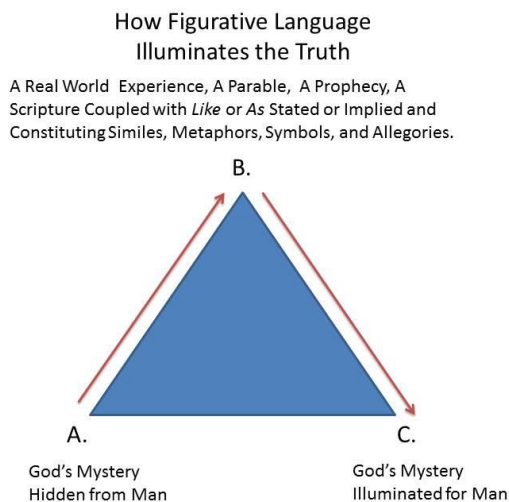 How Figurative Language
Illuminates the Truth
A Real World Experience, A Parable, A Prophecy, A
Scripture Coupled with Like or As Stated or Implied and
Constituting Similes, Metaphors, Symbols, and Allegories.
B.
A.
C.
God's Mystery
Hidden from Man
God's Mystery
Illuminated for Man